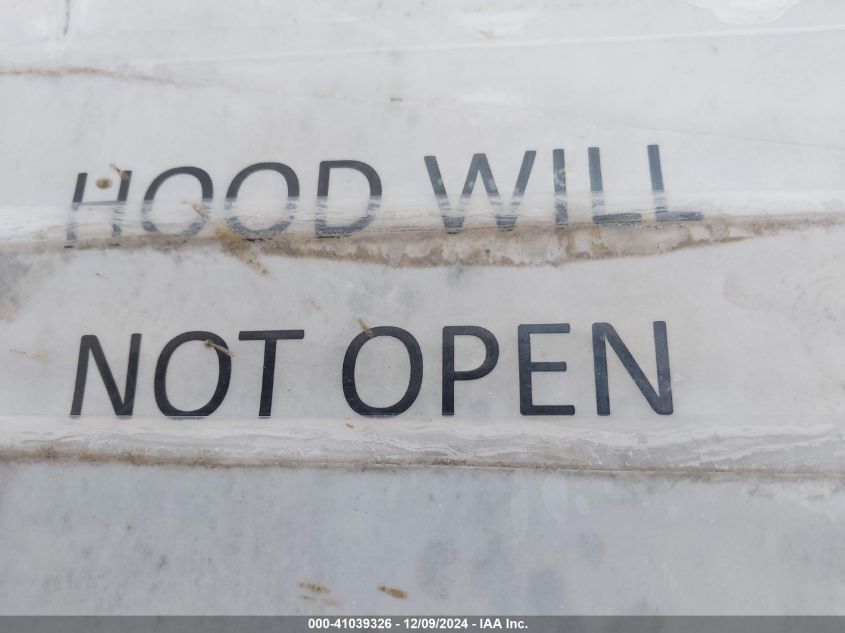 HOOD WILL
NOT OPEN
000-41039326 - 12/09/2024 - IAA Inc.